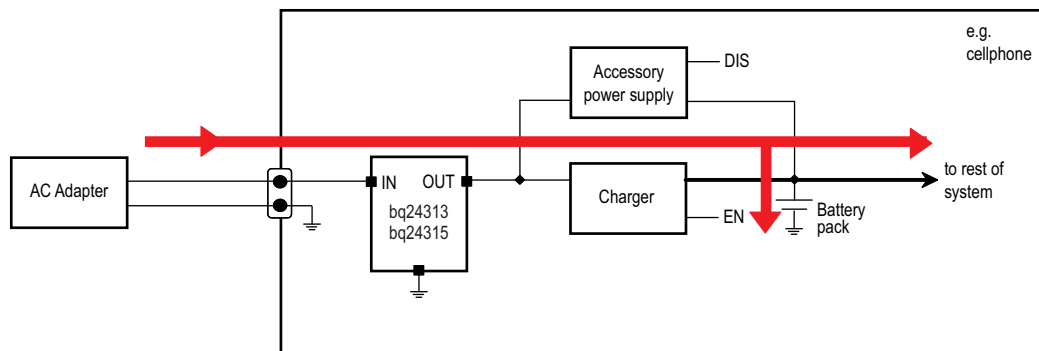 e.g.
cellphone
Accessory
power supply
DIS
AC Adapter
IN
OUT
bq24313
bq24315
Charger
EN
to rest of
system
Battery
pack